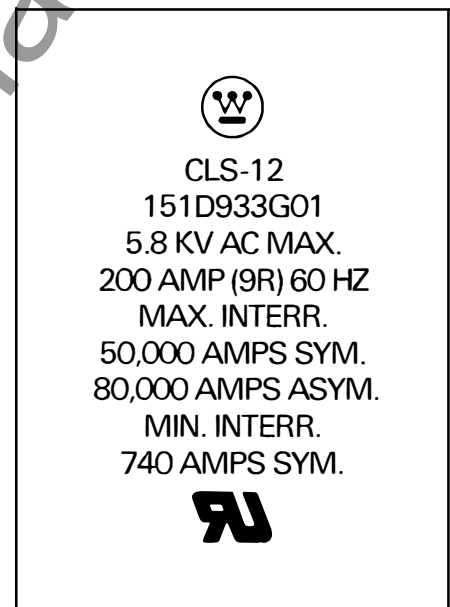 CLS-12
151D933G01
5.8 KV AC MAX.
200 AMP (9R) 60 HZ
MAX. INTERR.
50,000 AMPS SYM.
80,000 AMPS ASYM.
MIN. INTERR.
740 AMPS SYM.